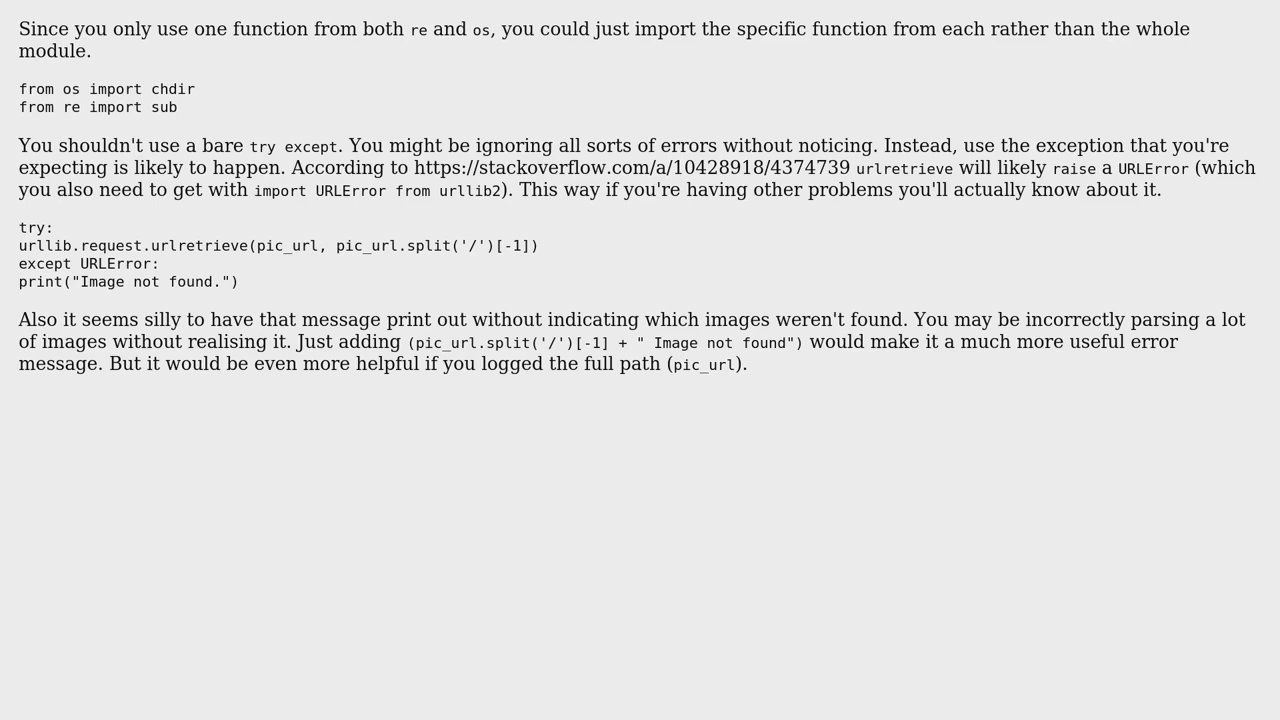 Since you only use one function from both re and os, you could just import the specific function from each rather than the whole
module.
from os import chdir
from re import sub
You shouldn't use a bare try except. You might be ignoring all sorts of errors without noticing. Instead, use the exception that you're
expecting is likely to happen. According to https://stackoverflow.com/a/10428918/4374739 urlretrieve will likely raise a URLError (which
you also need to get with import URLError from urllib2). This way if you're having other problems you'll actually know about it.
try:
urllib.request.urlretrieve(pic_url, pic_url.split('/')[-1])
except URLError:
print("Image not found.")
Also it seems silly to have that message print out without indicating which images weren't found. You may be incorrectly parsing a lot
of images without realising it. Just adding (pic_url.split('/')[-1] + " Image not found") would make it a much more useful error
message. But it would be even more helpful if you logged the full path (pic_url).